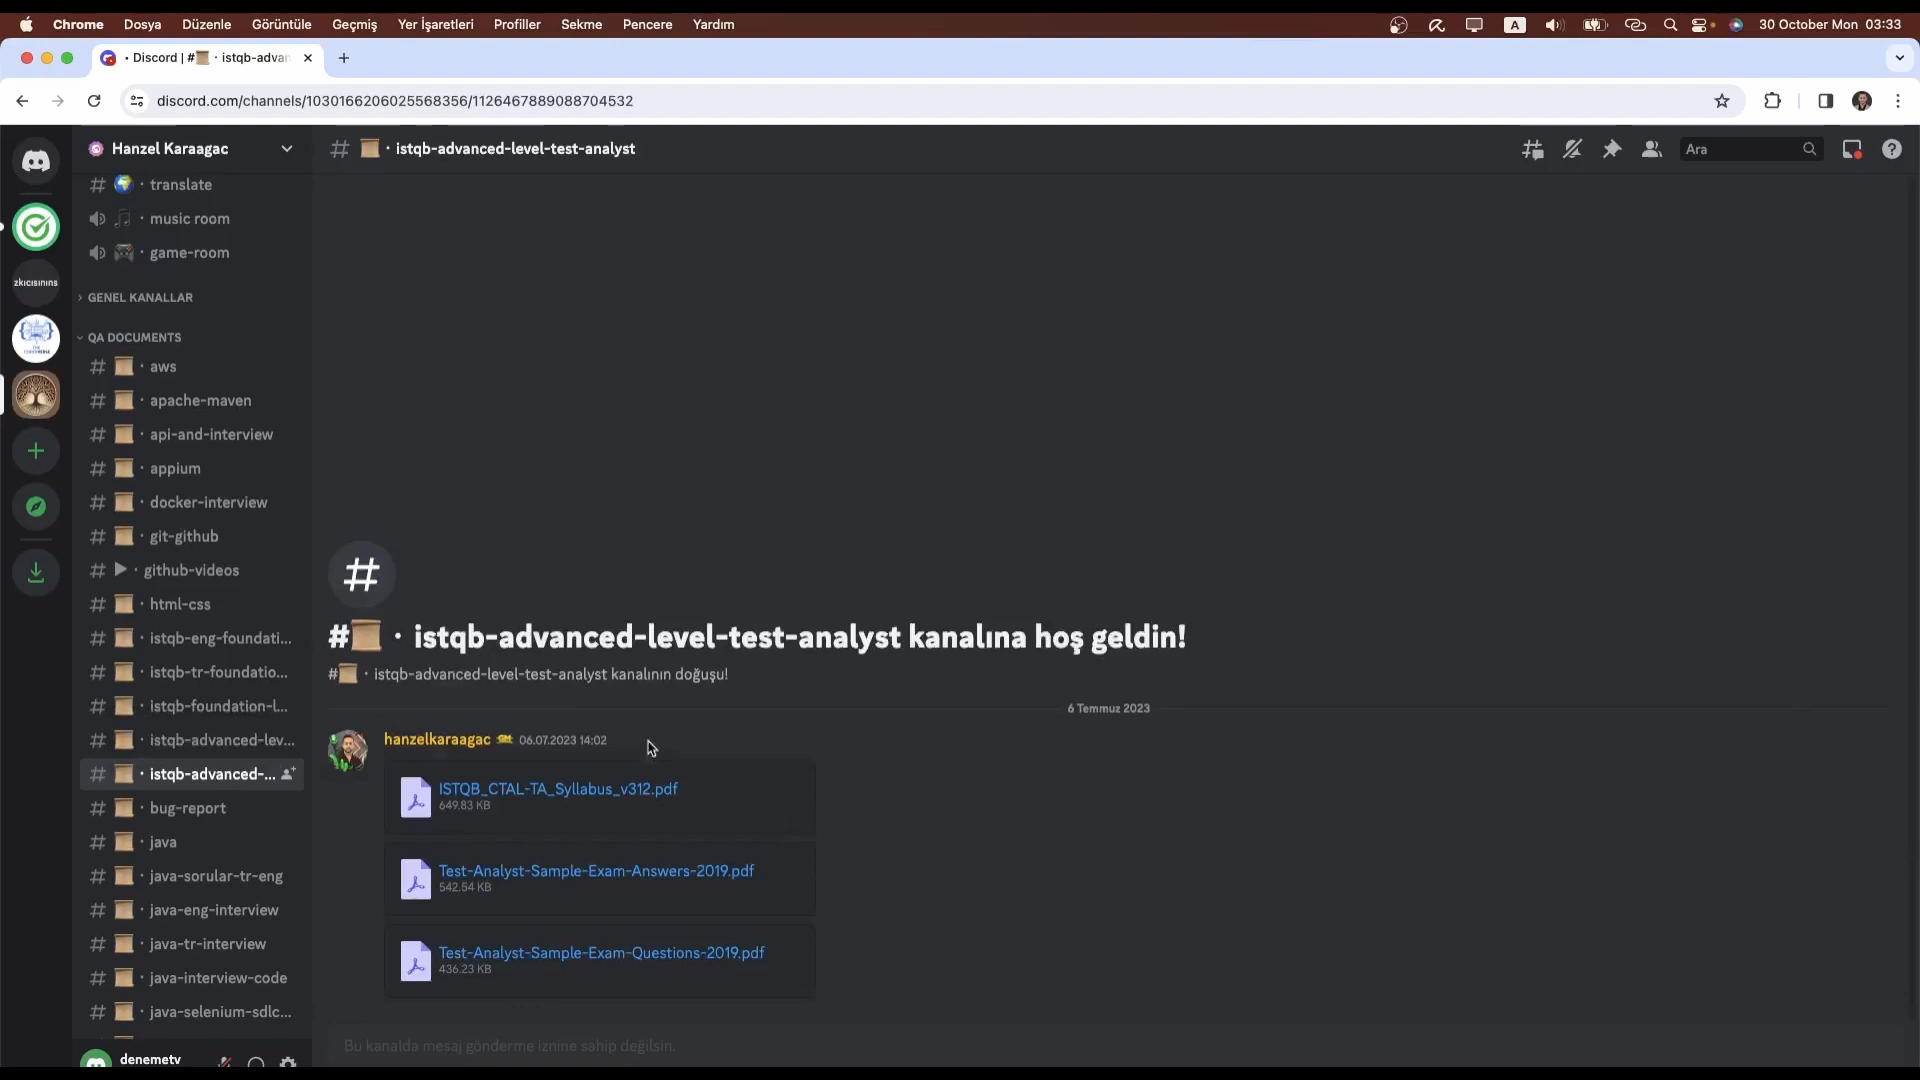 Chrome Dosya Düzenle Görüntüle Geçmiş Yer İşaretleri Profiller Sekme Pencere Yardım A 30 October Mon 03:33
• Discord | # · istqb-advan
discord.com/channels/1030166206025568356/1126467889088704532
Hanzel Karaagac
# · istqb-advanced-level-test-analyst
Ara
# · translate
· music room
· game-room
GENEL KANALLAR
zkıcısınıns
QA DOCUMENTS
# · aws
# · apache-maven
# · api-and-interview
# · appium
# · docker-interview
# · git-github
# · github-videos
# · html-css
# · istqb-eng-foundati...
# · istqb-tr-foundatio...
# · istqb-foundation-l...
# · istqb-advanced-lev...
# · istqb-advanced-...
# · bug-report
# · java
# · java-sorular-tr-eng
# · java-eng-interview
# · java-tr-interview
# · java-interview-code
# · java-selenium-sdlc...
denemetv
#
# · istqb-advanced-level-test-analyst kanalına hoş geldin!
# · istqb-advanced-level-test-analyst kanalının doğuşu!
6 Temmuz 2023
hanzelkaraagac 06.07.2023 14:02
ISTQB_CTAL-TA_Syllabus_v312.pdf
649.83 KB
Test-Analyst-Sample-Exam-Answers-2019.pdf
542.54 KB
Test-Analyst-Sample-Exam-Questions-2019.pdf
436.23 KB
Bu kanalda mesaj gönderme iznine sahip değilsin.